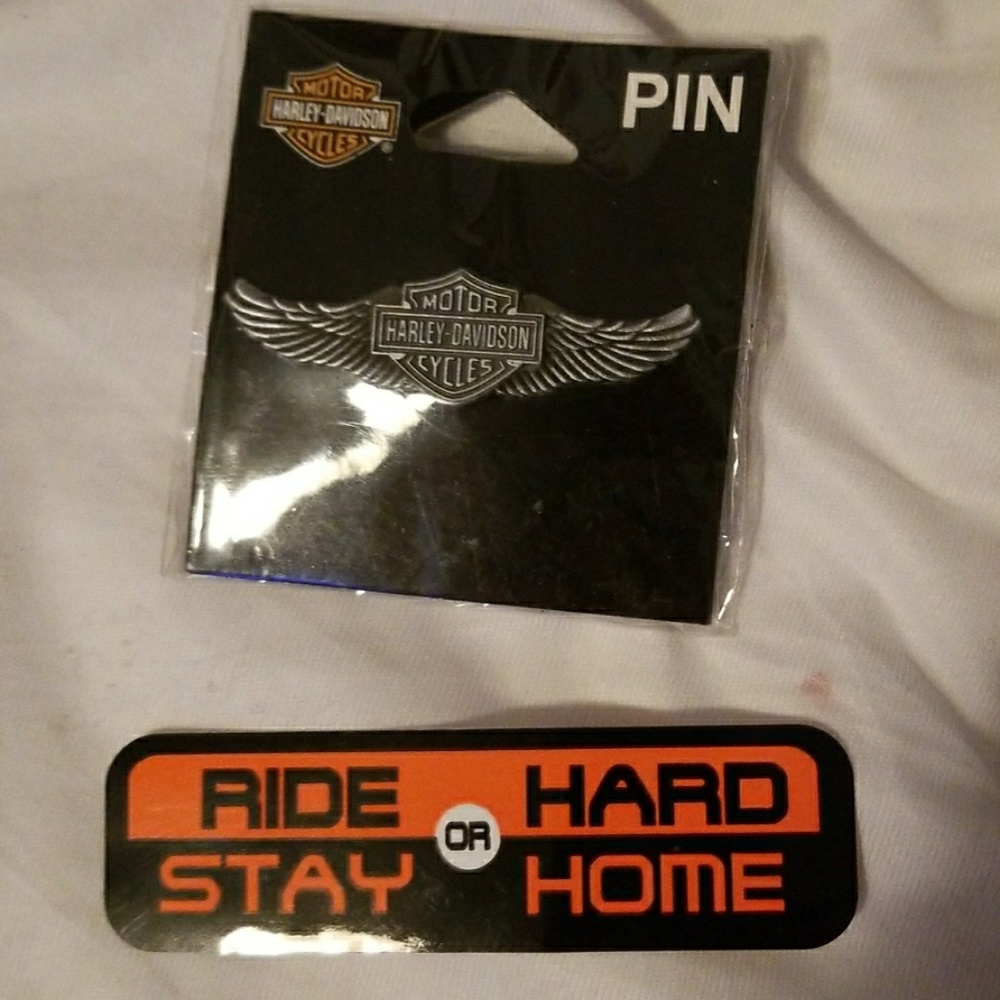 MOTOR
HARLEY-DAVIDSON
CYCLES
®
PIN
MOTOR
HARLEY-DAVIDSON
CYCLES
RIDE HARD
OR
STAY HOME